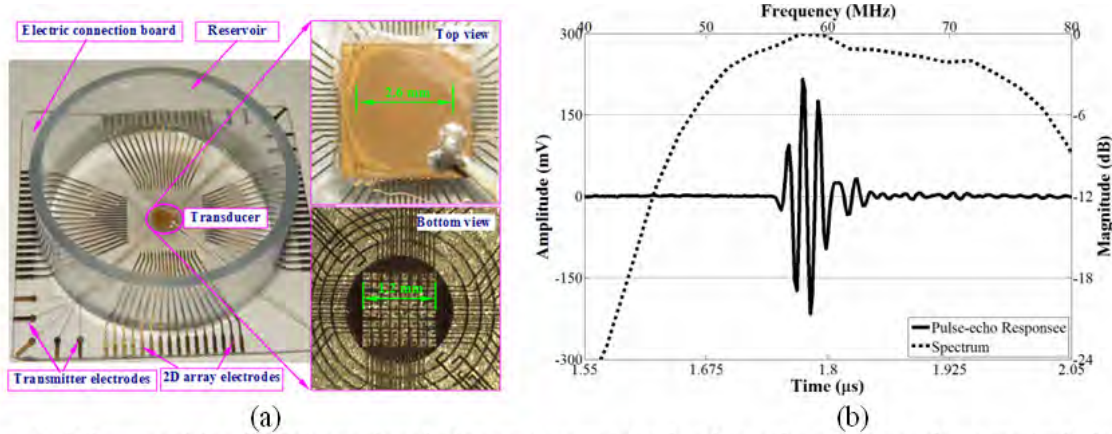 Electric connection board
Reservoir
Top view
Transducer
Bottom view
Transmitter electrodes
2D array electrodes
(a)
Frequency (MHz)
40 50 60 70 80
300 0
150 -6
0 -12
-150 -18
-300 -24
Amplitude (mV)
Magnitude (dB)
Pulse-echo Responsee
Spectrum
1.55 1.675 1.8 1.925 2.05
Time (µs)
(b)